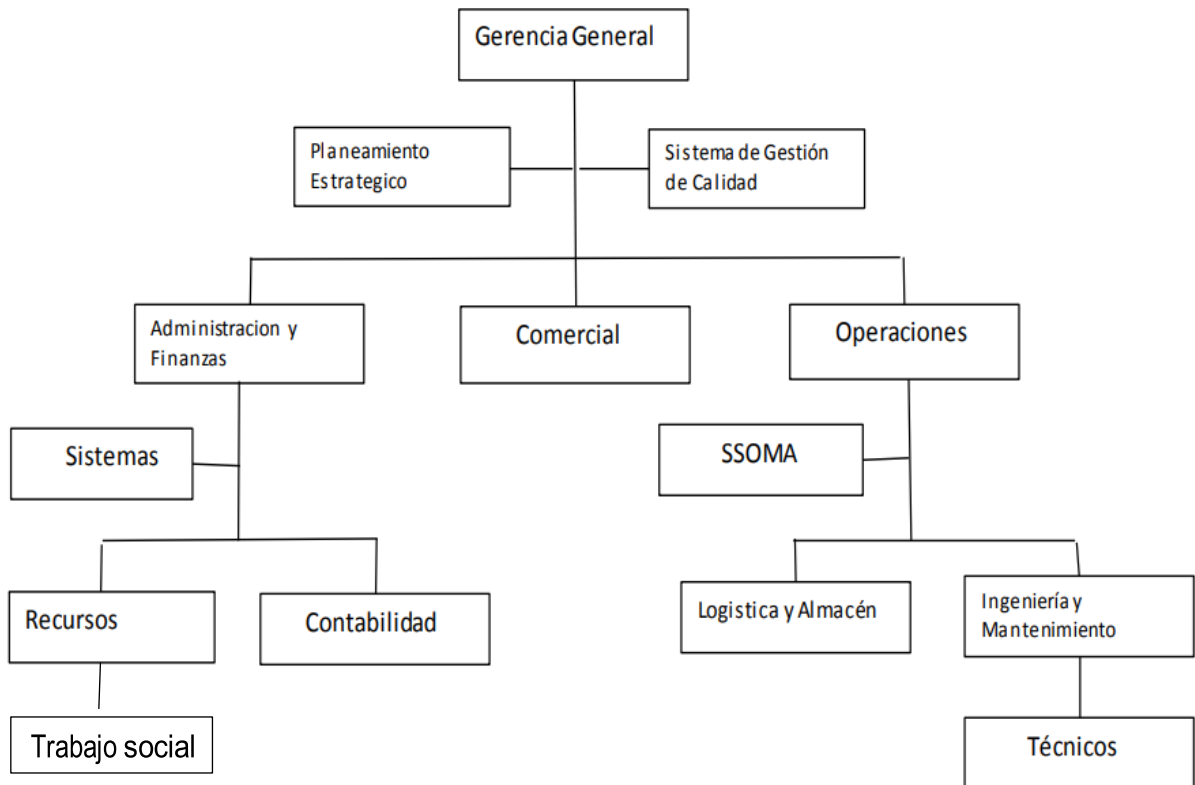 Gerencia General
Planeamiento
Estrategico
Sistema de Gestión
de Calidad
Administracion y
Finanzas
Comercial
Operaciones
Sistemas
SSOMA
Recursos
Contabilidad
Logistica y Almacén
Ingeniería y
Mantenimiento
Trabajo social
Técnicos